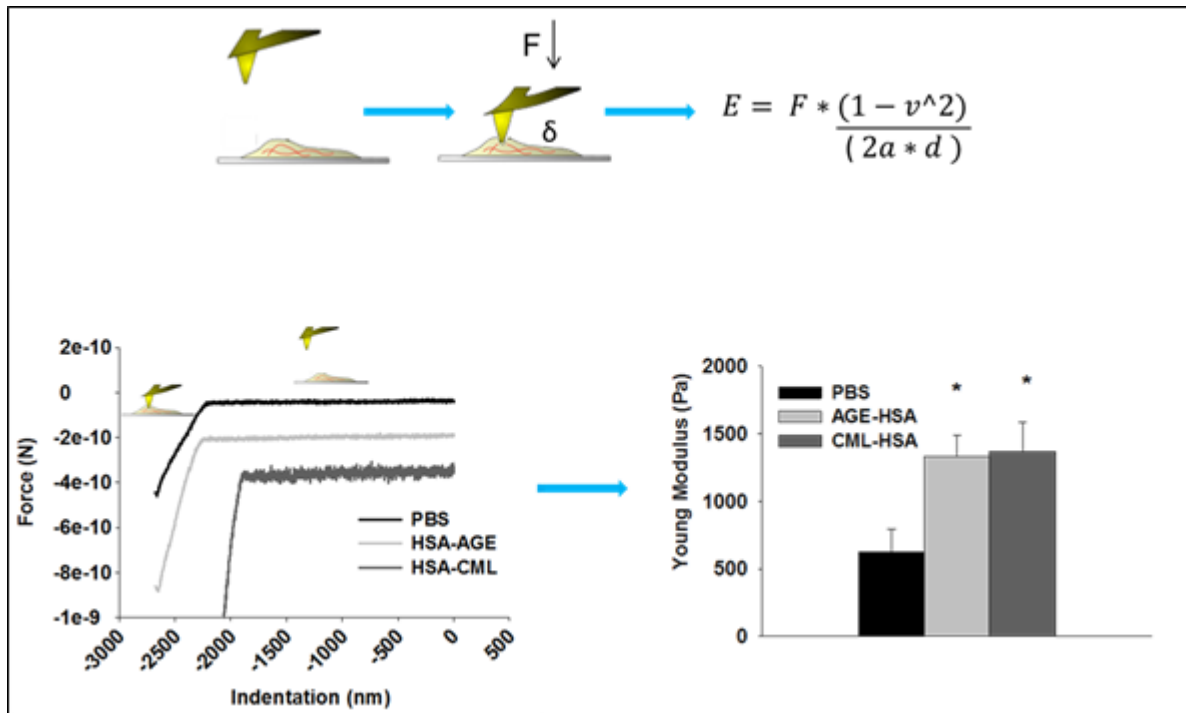 F
δ
E = F * (1 − v^2)
( 2a * d )
2e-10
0
-2e-10
-4e-10
-6e-10
-8e-10
-1e-9
Force (N)
PBS
HSA-AGE
HSA-CML
-3000
-2500
-2000
-1500
-1000
-500
0
500
Indentation (nm)
2000
1500
1000
500
0
Young Modulus (Pa)
PBS
AGE-HSA
CML-HSA
* *